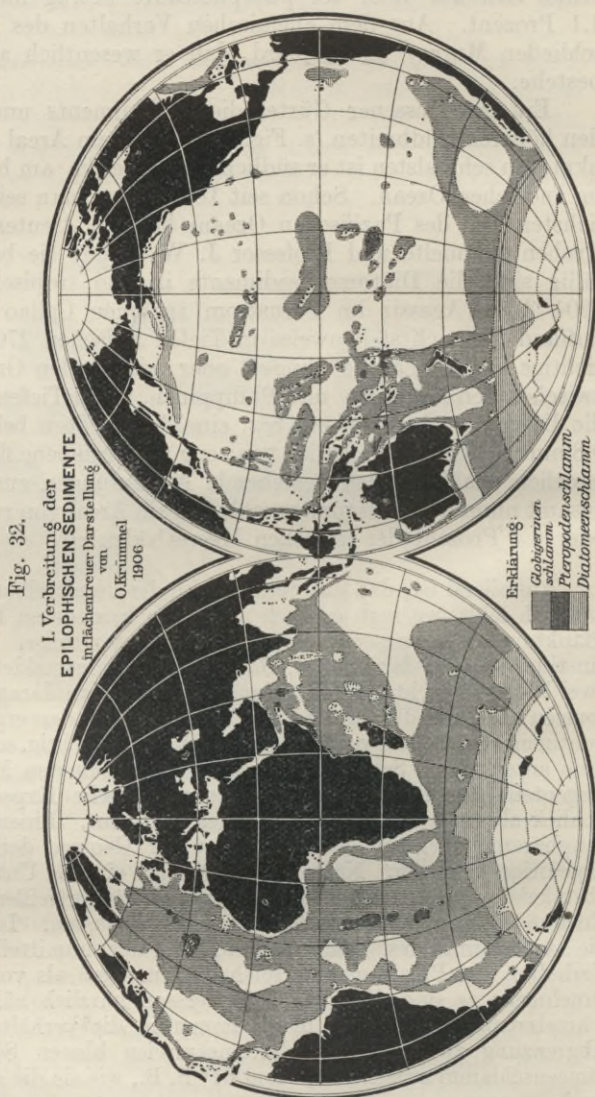 Fig. 32.
I. Verbreitung der
EPILOPHISCHEN SEDIMENTE
in flächentreuer Darstellung
von
O. Krümmel
1906
Erklärung:
Globigerinen
schlamm
Pteropodenschlamm
Diatomeenschlamm